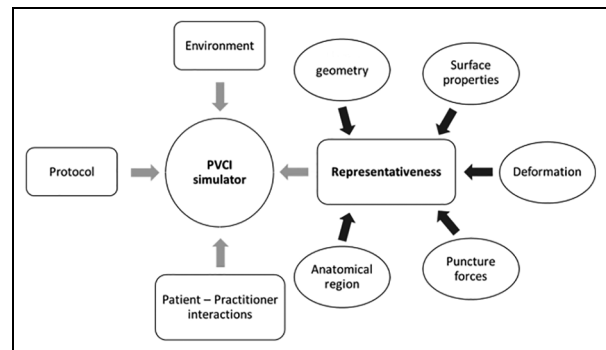 Environment
geometry
Surface
properties
Protocol
PVCI
simulator
Representativeness
Deformation
Anatomical
region
Puncture
forces
Patient – Practitioner
interactions